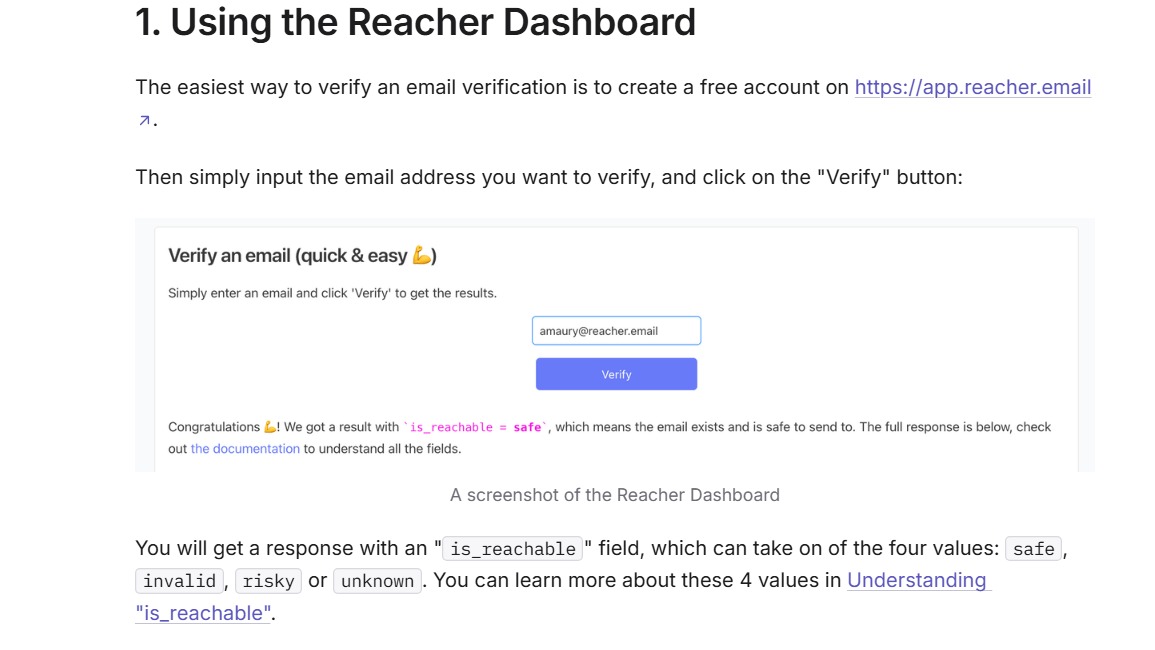 1. Using the Reacher Dashboard
The easiest way to verify an email verification is to create a free account on https://app.reacher.email
↗.
Then simply input the email address you want to verify, and click on the "Verify" button:
Verify an email (quick & easy 💪)
Simply enter an email and click 'Verify' to get the results.
amaury@reacher.email
Verify
Congratulations 💪! We got a result with `is_reachable = safe`, which means the email exists and is safe to send to. The full response is below, check
out the documentation to understand all the fields.
A screenshot of the Reacher Dashboard
You will get a response with an "is_reachable" field, which can take on of the four values: safe,
invalid, risky or unknown. You can learn more about these 4 values in Understanding
"is_reachable".